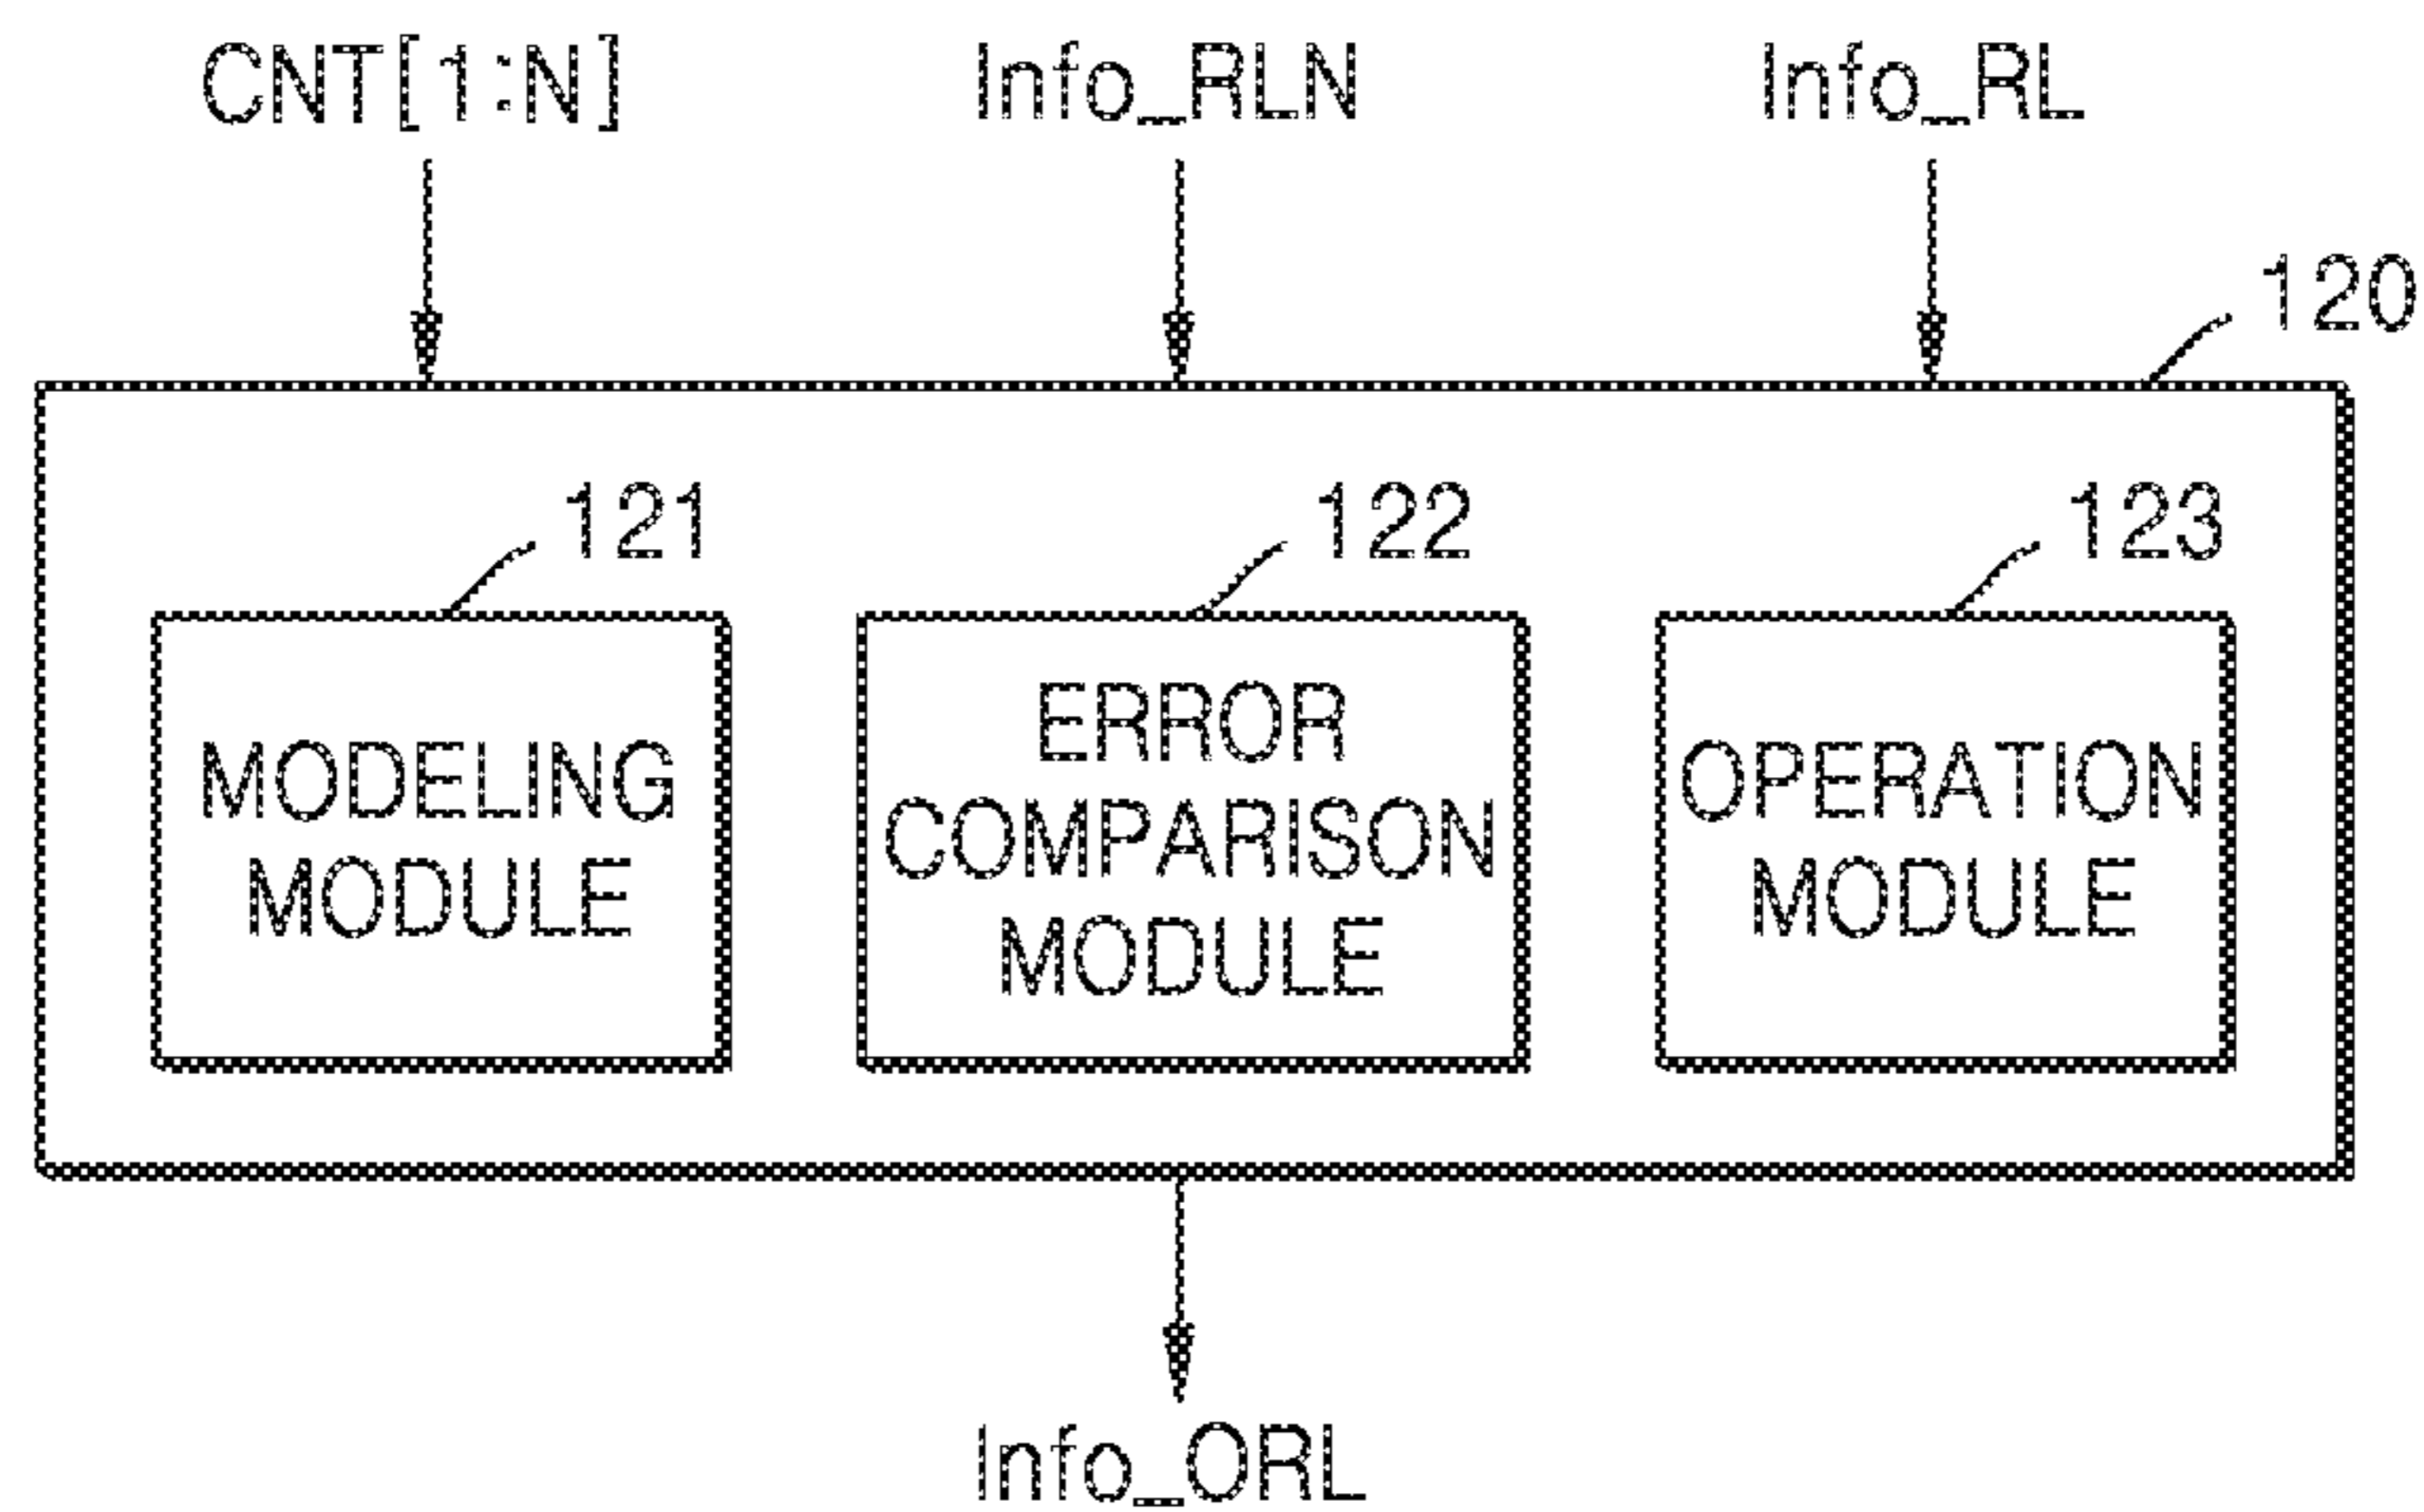 CNT[1:N] Info_RLN Info_RL
120
121 122 123
MODELING
MODULE
ERROR
COMPARISON
MODULE
OPERATION
MODULE
Info_ORL